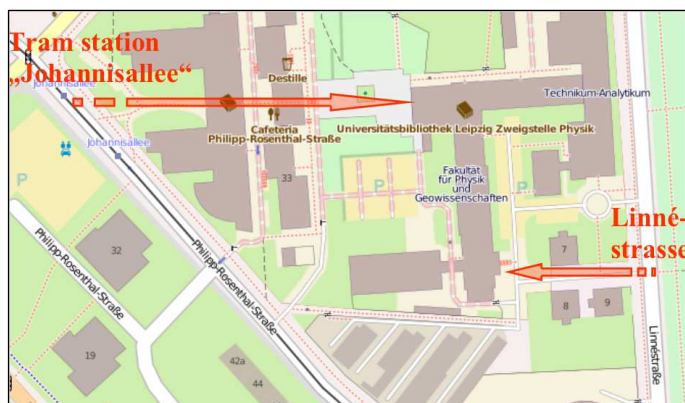 Tram station
„Johannisallee“
Johannisallee
Johannisallee
Destille
Cafeteria
Philipp-Rosenthal-Straße
Universitätsbibliothek Leipzig Zweigstelle Physik
Technikum-Analytikum
Fakultät
für Physik
und
Geowissenschaften
P
P
P
33
32
19
42a
44
7
8
9
Linné-
strasse
Philipp-Rosenthal-Straße
Philipp-Rosenthal-Straße
Linnéstraße